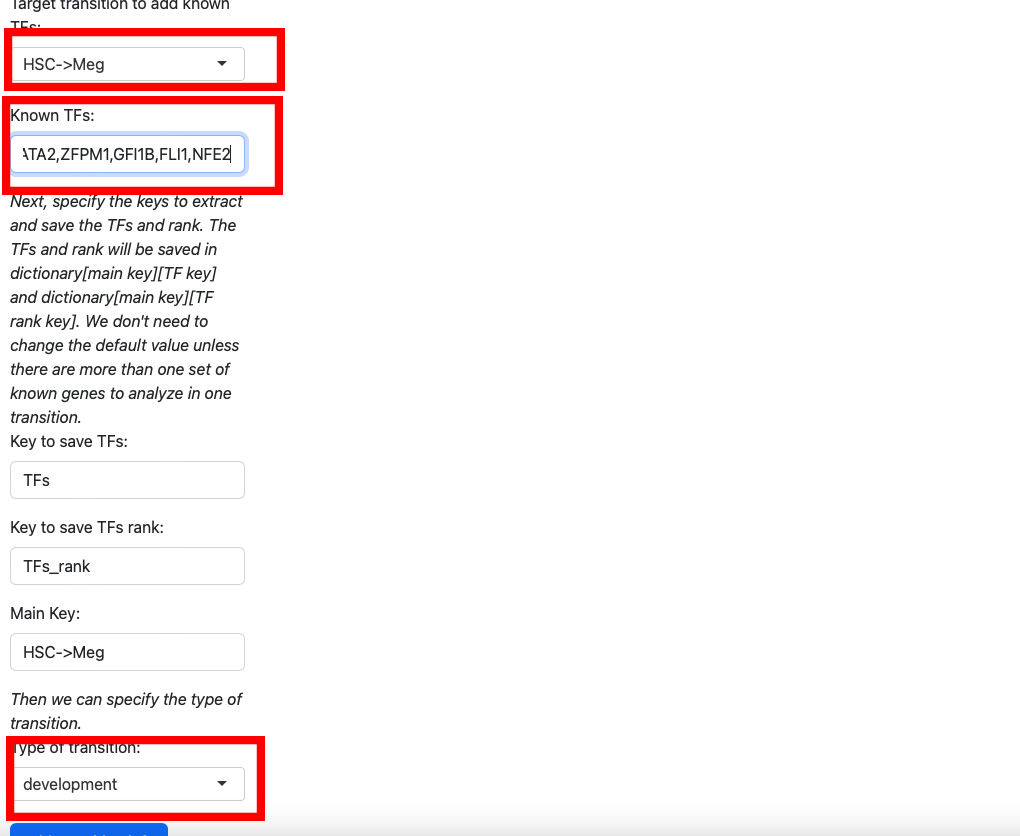 Target transition to add known
TFs:
HSC->Meg
Known TFs:
ATA2,ZFPM1,GFI1B,FLI1,NFE2
Next, specify the keys to extract
and save the TFs and rank. The
TFs and rank will be saved in
dictionary[main key][TF key]
and dictionary[main key][TF
rank key]. We don't need to
change the default value unless
there are more than one set of
known genes to analyze in one
transition.
Key to save TFs:
TFs
Key to save TFs rank:
TFs_rank
Main Key:
HSC->Meg
Then we can specify the type of
transition.
Type of transition:
development